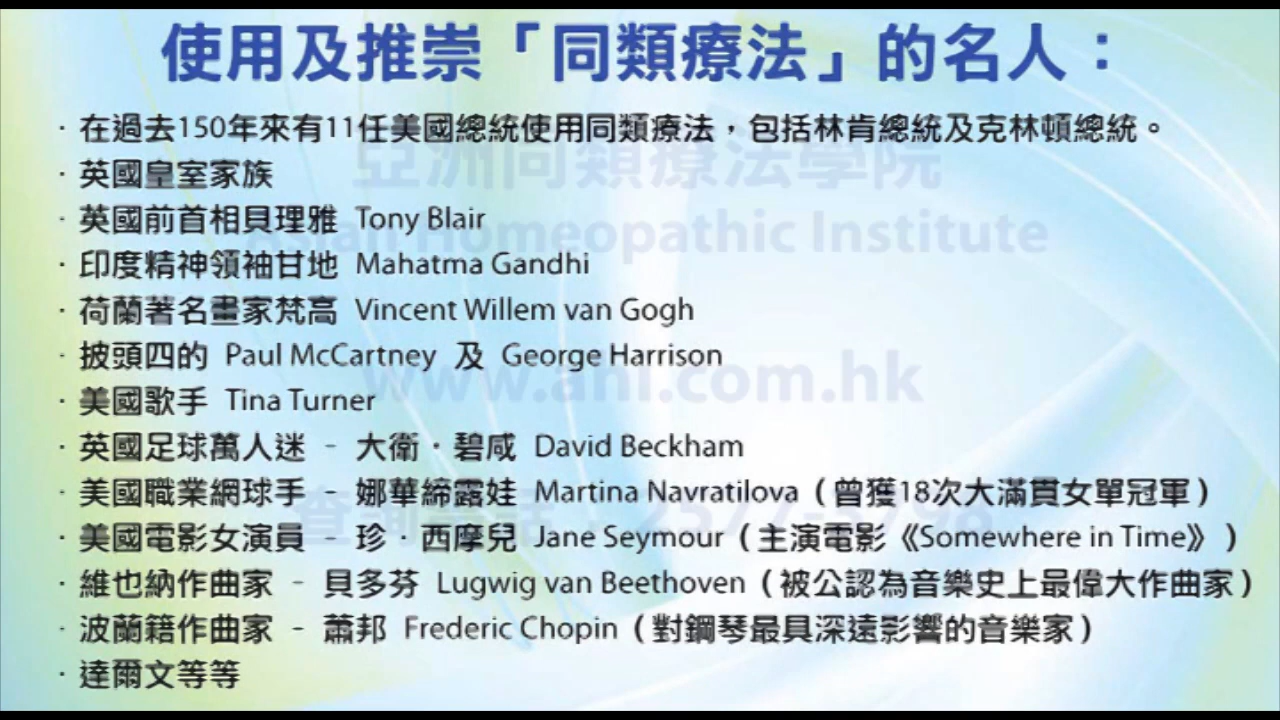 使用及推崇「同類療法」的名人：
· 在過去150年來有11任美國總統使用同類療法，包括林肯總統及克林頓總統。
亞洲同類療法學院
· 英國皇室家族
· 英國前首相貝理雅 Tony Blair
Asian Homeopathic Institute
· 印度精神領袖甘地 Mahatma Gandhi
· 荷蘭著名畫家梵高 Vincent Willem van Gogh
· 披頭四的 Paul McCartney 及 George Harrison
www.ahi.com.hk
· 美國歌手 Tina Turner
· 英國足球萬人迷 - 大衛·碧咸 David Beckham
· 美國職業網球手 - 娜華締露娃 Martina Navratilova（曾獲18次大滿貫女單冠軍）
· 美國電影女演員 - 珍·西摩兒 Jane Seymour（主演電影《Somewhere in Time》）
· 維也納作曲家 - 貝多芬 Lugwig van Beethoven（被公認為音樂史上最偉大作曲家）
· 波蘭籍作曲家 - 蕭邦 Frederic Chopin（對鋼琴最具深遠影響的音樂家）
· 達爾文等等